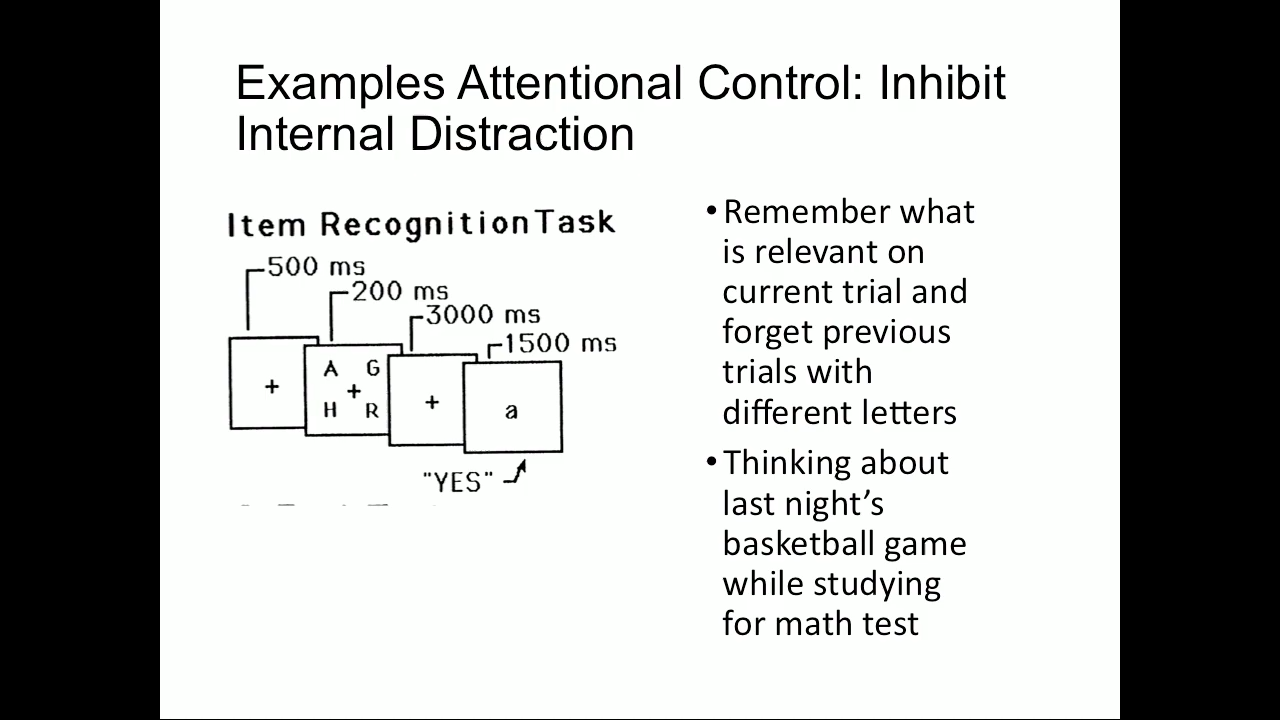 Examples Attentional Control: Inhibit
Internal Distraction
Item Recognition Task
500 ms
200 ms
3000 ms
1500 ms
+
A G
+
H R
+
a
"YES"
•Remember what
is relevant on
current trial and
forget previous
trials with
different letters
•Thinking about
last night’s
basketball game
while studying
for math test